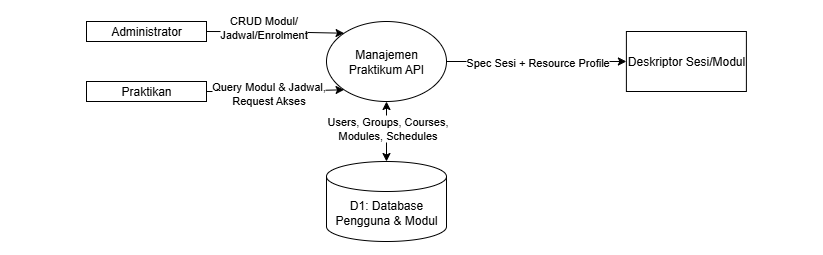 Administrator
CRUD Modul/
Jadwal/Enrolment
Manajemen
Praktikum API
Spec Sesi + Resource Profile
Deskriptor Sesi/Modul
Praktikan
Query Modul & Jadwal,
Request Akses
Users, Groups, Courses,
Modules, Schedules
D1: Database
Pengguna & Modul